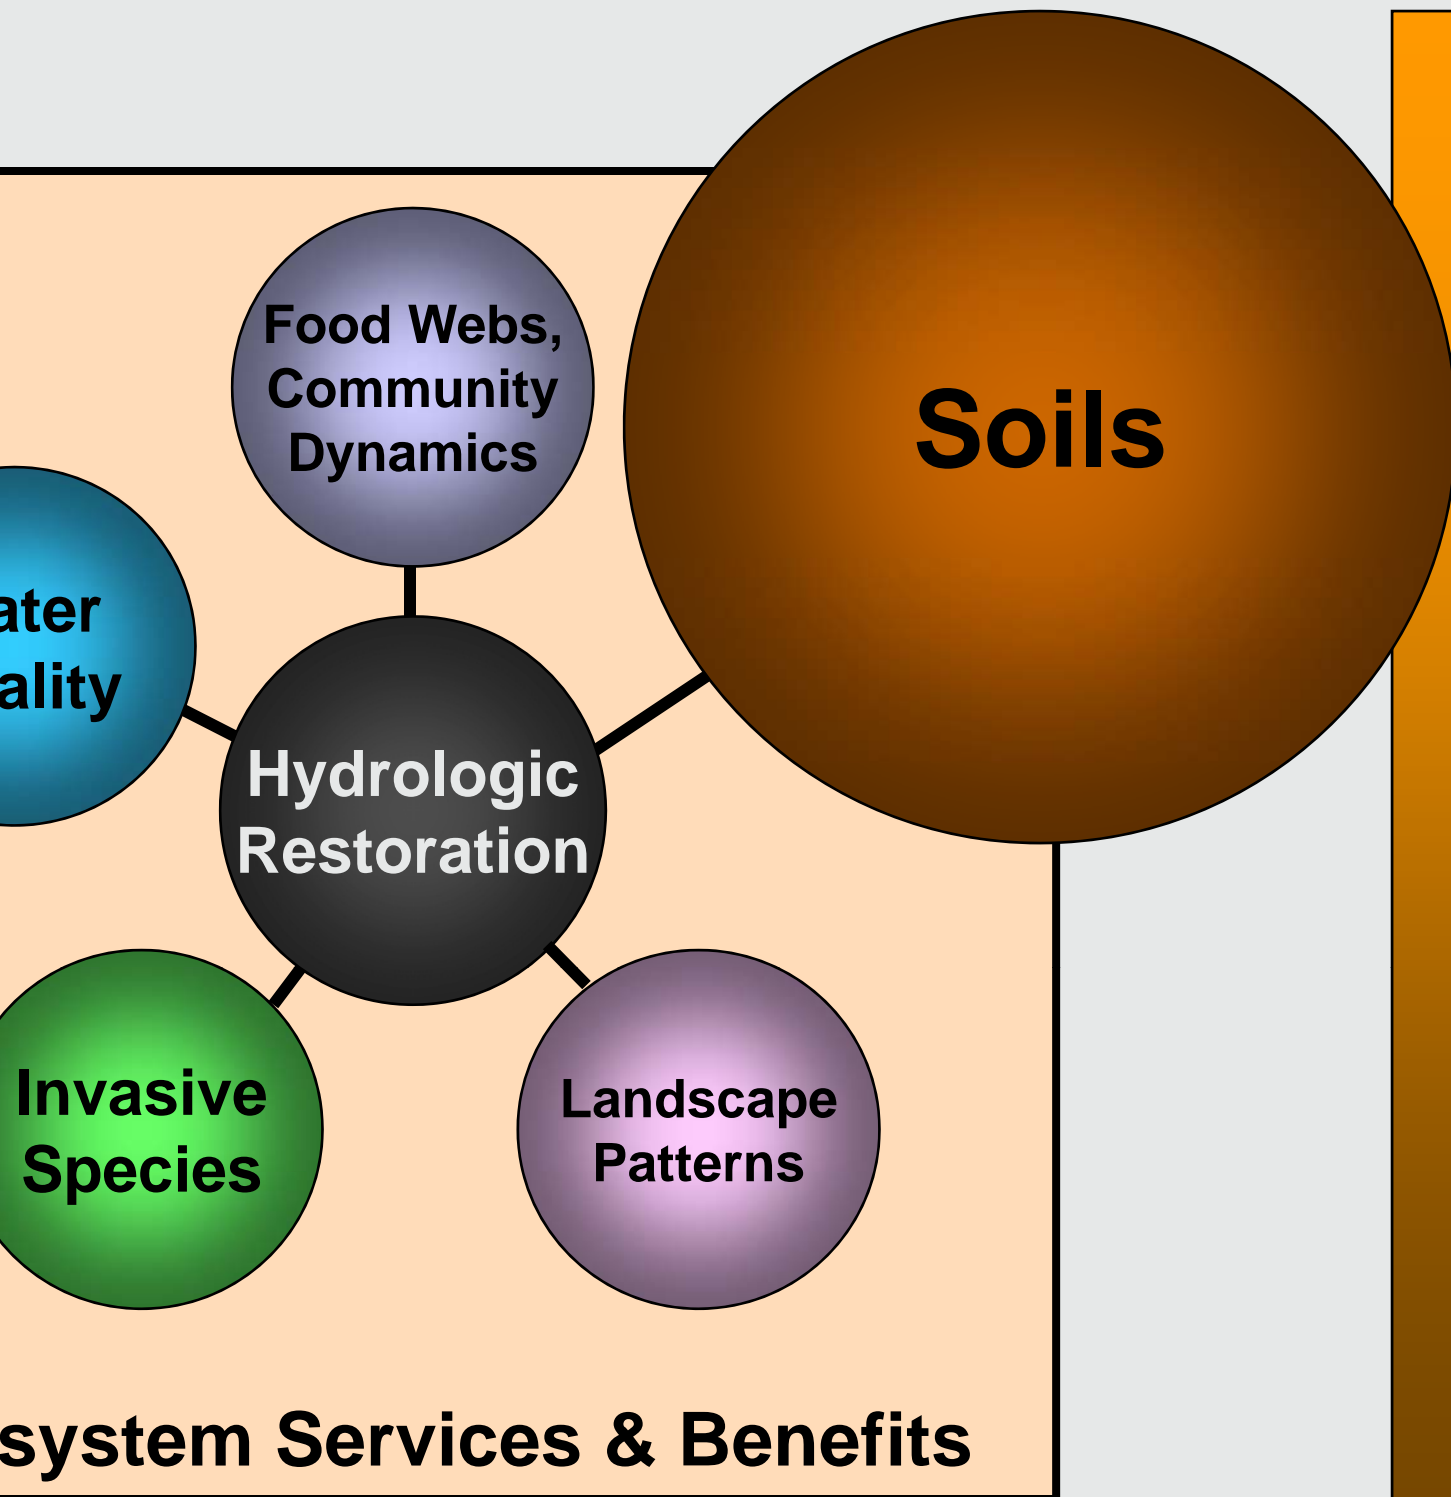 Food Webs,
Community
Dynamics
Soils
ater
ality
Hydrologic
Restoration
Invasive
Species
Landscape
Patterns
system Services & Benefits